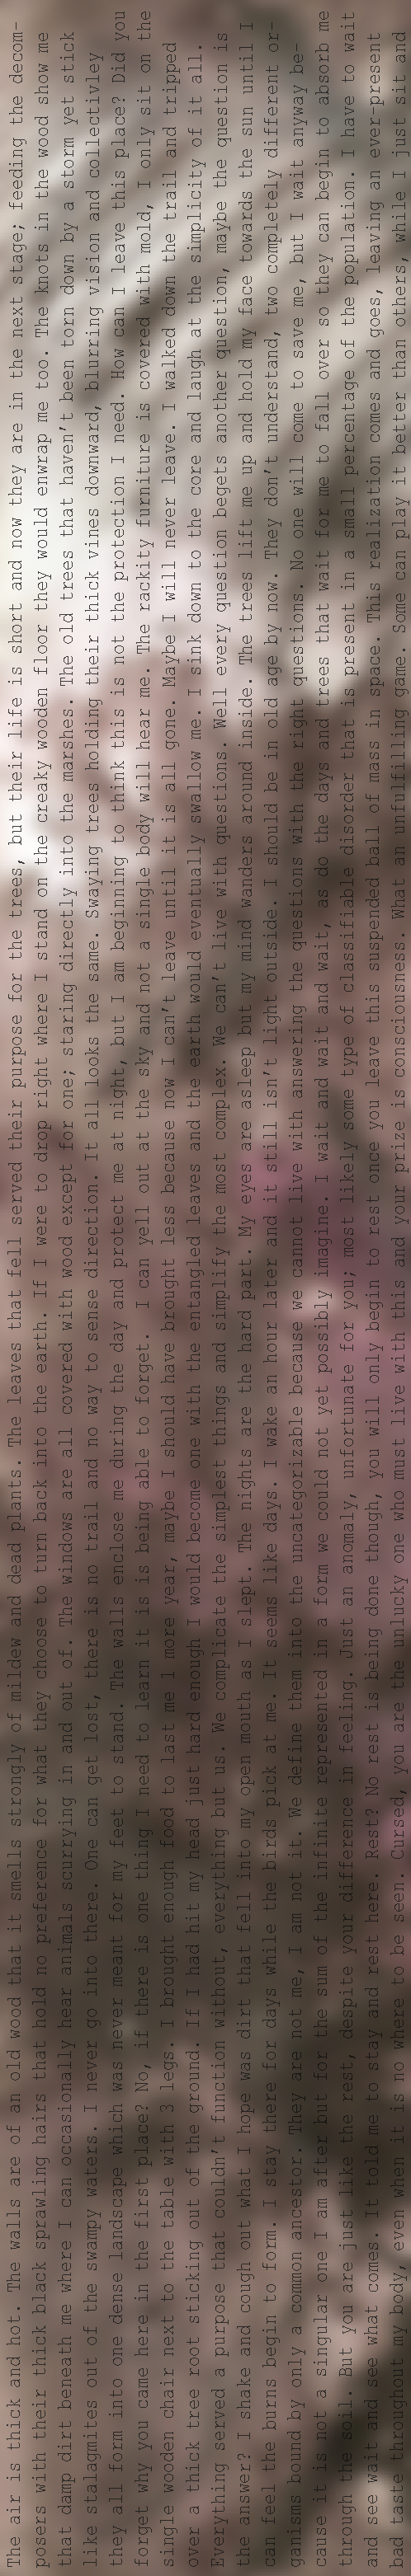 The air is thick and hot. The walls are of an old wood that it smells strongly of mildew and dead plants. The leaves that fell served their purpose for the trees, but their life is short and now they are in the next stage; feeding the decom-
posers with their thick black sprawling hairs that hold no preference for what they choose to turn back into the earth. If I were to drop right where I stand on the creaky wooden floor they would enwrap me too. The knots in the wood show me
that damp dirt beneath me where I can occasionally hear animals scurrying in and out of. The windows are all covered with wood except for one; staring directly into the marshes. The old trees that haven't been torn down by a storm yet stick
like stalagmites out of the swampy waters. I never go into there. One can get lost, there is no trail and no way to sense direction. It all looks the same. Swaying trees holding their thick vines downward, blurring vision and collectivley
they all form into one dense landscape which was never meant for my feet to stand. The walls enclose me during the day and protect me at night, but I am beginning to think this is not the protection I need. How can I leave this place? Did you
forget why you came here in the first place? No, if there is one thing I need to learn it is is being able to forget. I can yell out at the sky and not a single body will hear me. The rackity furniture is covered with mold, I only sit on the
single wooden chair next to the table with 3 legs. I brought enough food to last me 1 more year, maybe I should have brought less because now I can't leave until it is all gone. Maybe I will never leave. I walked down the trail and tripped
over a thick tree root sticking out of the ground. If I had hit my head just hard enough I would become one with the entangled leaves and the earth would eventually swallow me. I sink down to the core and laugh at the simplicity of it all.
Everything served a purpose that couldn't function without, everything but us. We complicate the simplest things and simplify the most complex. We can't live with questions. Well every question begets another question, maybe the question is
the answer? I shake and cough out what I hope was dirt that fell into my open mouth as I slept. The nights are the hard part. My eyes are asleep but my mind wanders around inside. The trees lift me up and hold my face towards the sun until I
can feel the burns begin to form. I stay there for days while the birds pick at me. It seems like days. I wake an hour later and it still isn't light outside. I should be in old age by now. They don't understand, two completely different or-
ganisms bound by only a common ancestor. They are not me, I am not it. We define them into the uncategorizable because we cannot live with answering the questions with the right questions. No one will come to save me, but I wait anyway be-
cause it is not a singular one I am after but for the sum of the infinite represented in a form we could not yet possibly imagine. I wait and wait and wait, as do the days and trees that wait for me to fall over so they can begin to absorb me
through the soil. But you are just like the rest, despite your difference in feeling. Just an anomaly, unfortunate for you; most likely some type of classifiable disorder that is present in a small percentage of the population. I have to wait
and see wait and see what comes. It told me to stay and rest here. Rest? No rest is being done though, you will only begin to rest once you leave this suspended ball of mass in space. This realization comes and goes, leaving an ever-present
bad taste throughout my body, even when it is no where to be seen. Cursed, you are the unlucky one who must live with this and your prize is consciousness. What an unfulfilling game. Some can play it better than others, while I just sit and